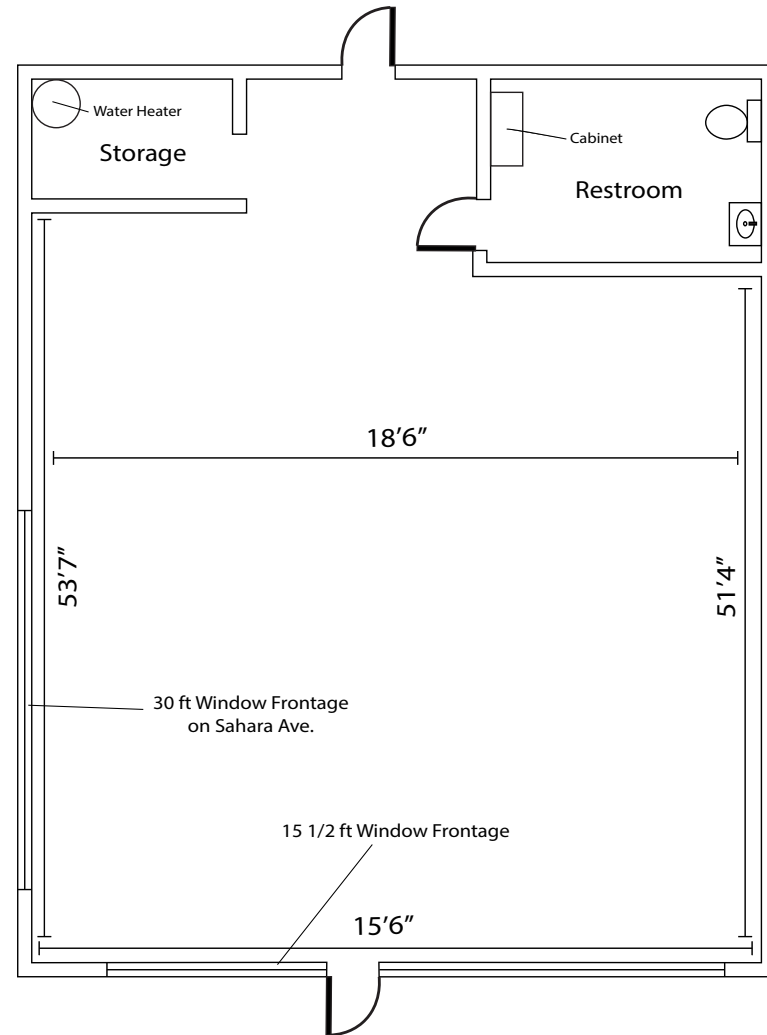 Water Heater
Storage
Cabinet
Restroom
18’6”
53’7”
51’4”
30 ft Window Frontage
on Sahara Ave.
15 1/2 ft Window Frontage
15’6”